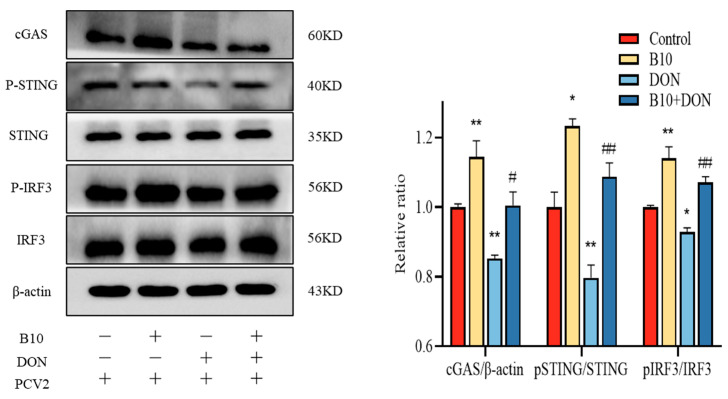 cGAS 60KD
P-STING 40KD
STING 35KD
P-IRF3 56KD
IRF3 56KD
β-actin 43KD
B10 − + − +
DON − − + +
PCV2 + + + +
Control
B10
DON
B10+DON
Relative ratio
1.2
1.0
0.8
0.6
** ** #
* ** ##
** * ##
cGAS/β-actin pSTING/STING pIRF3/IRF3